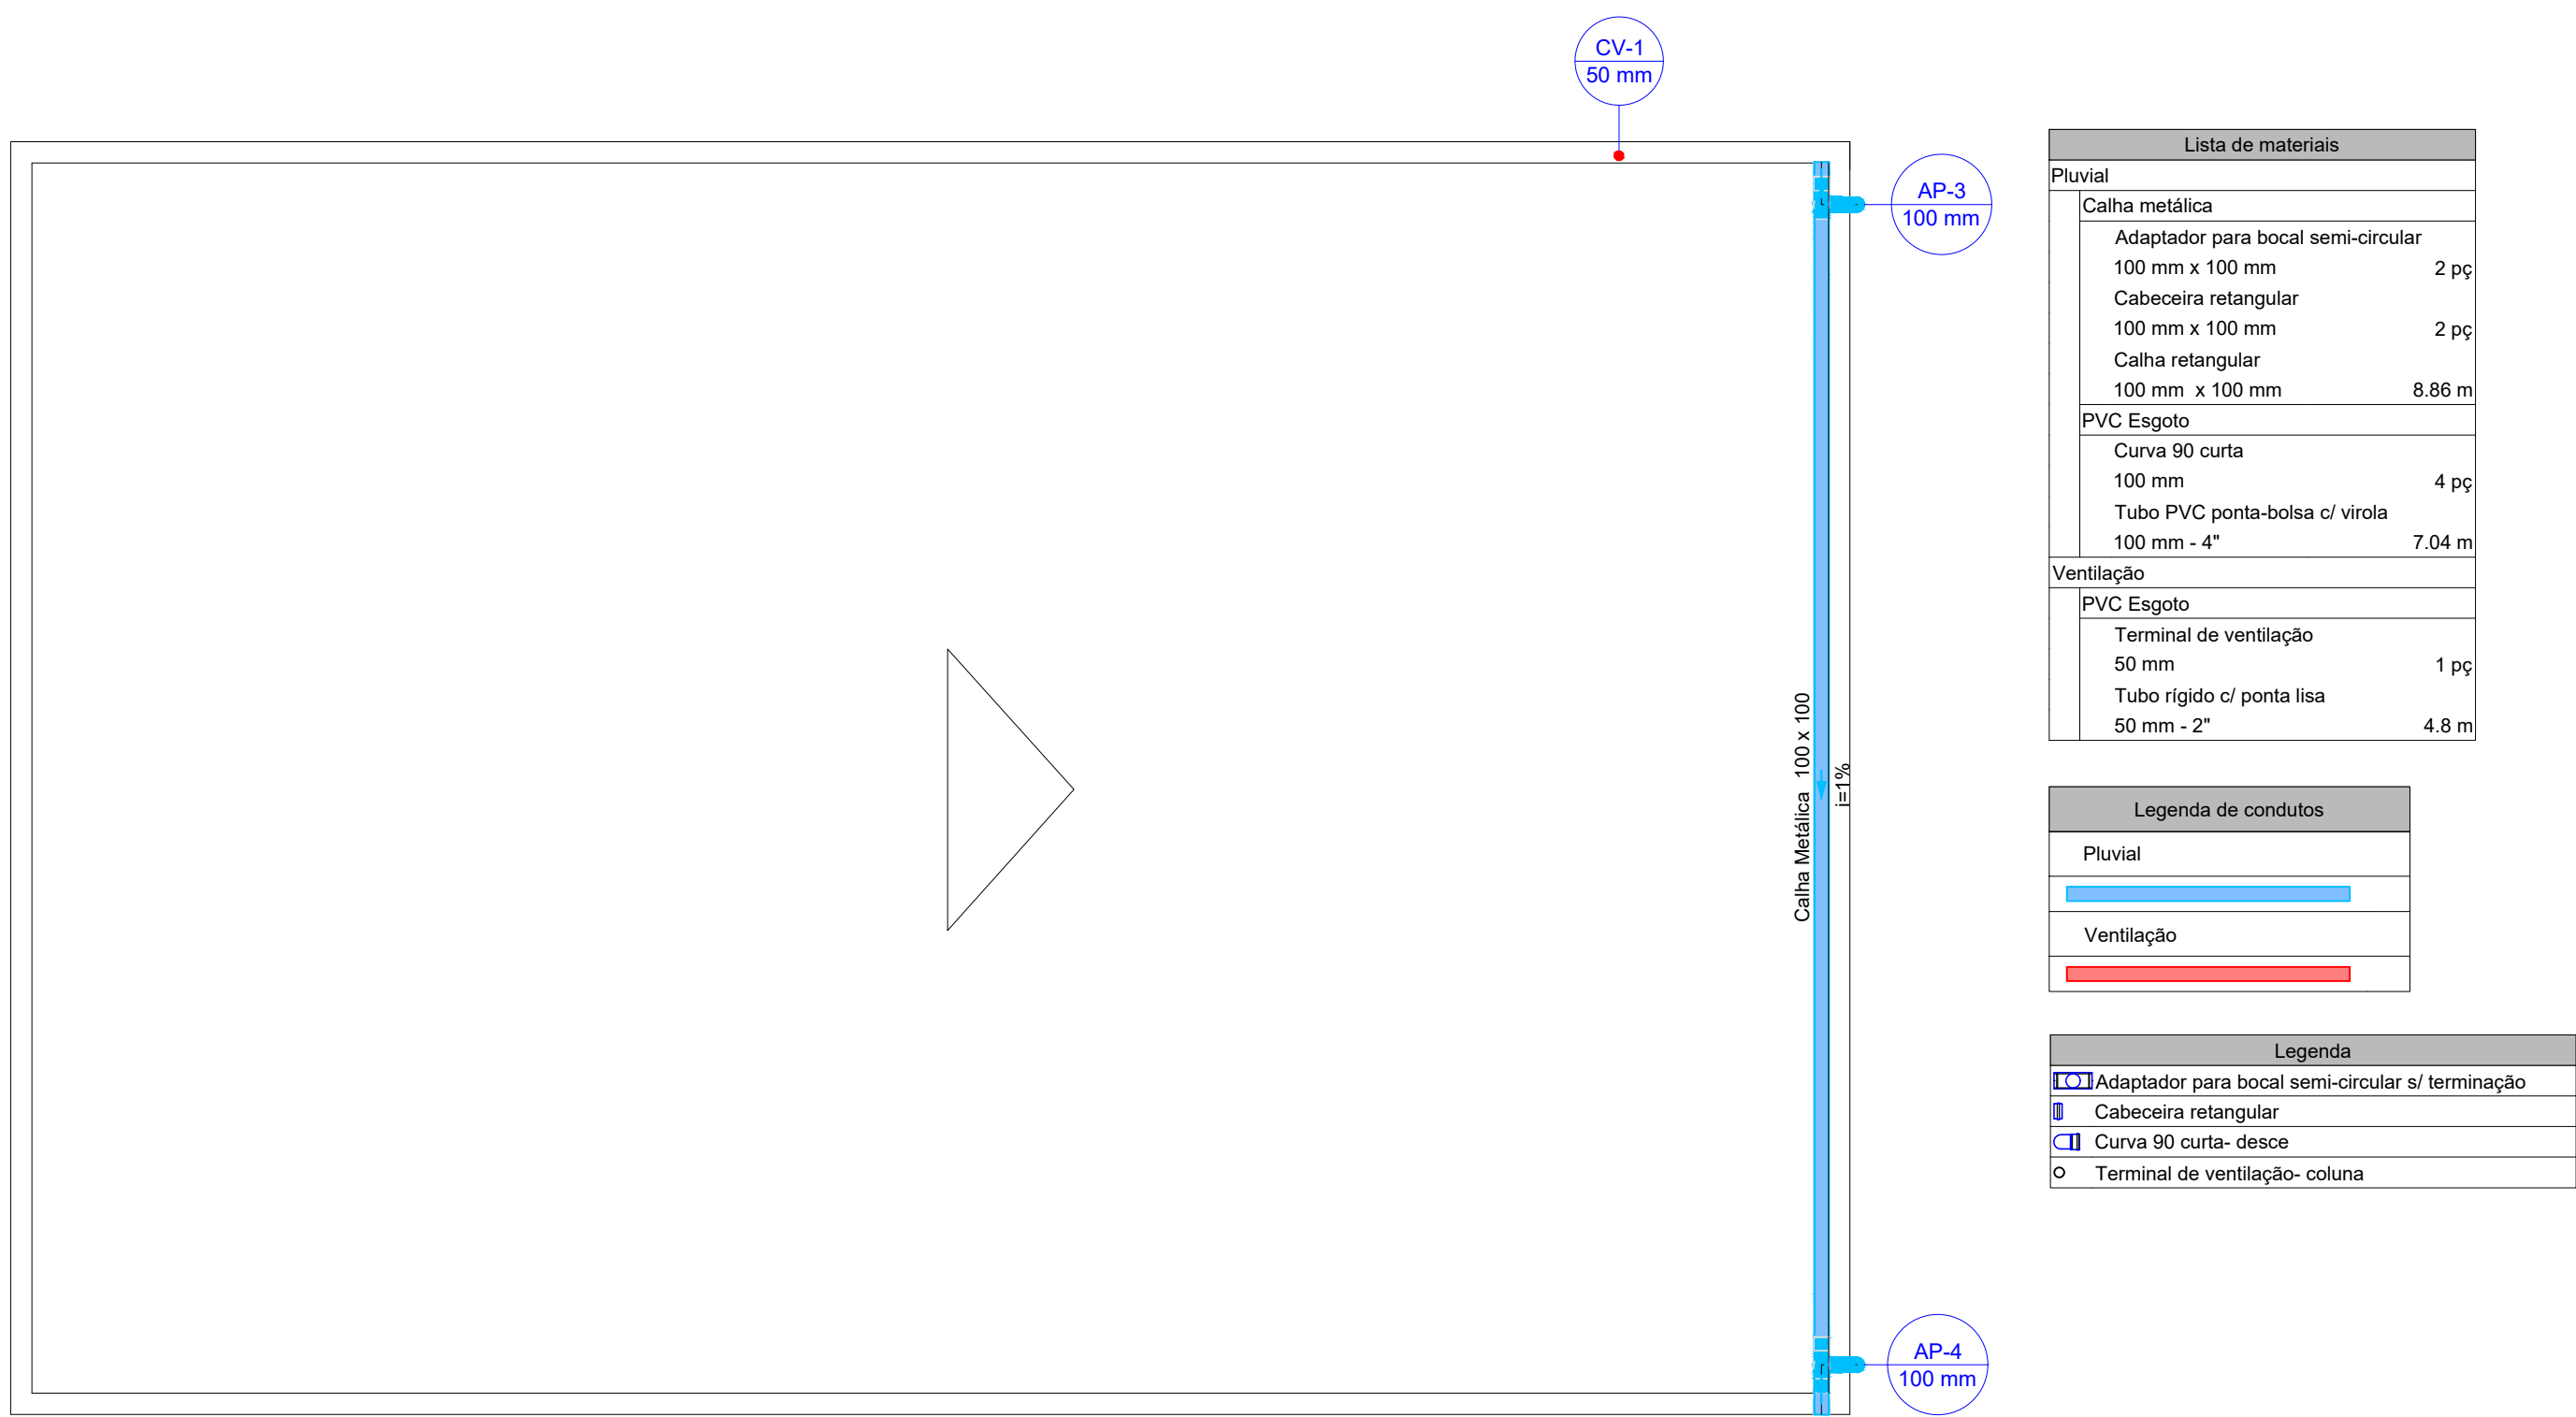 CV-1
50 mm
AP-3
100 mm
Calha Metálica  100 x 100
i=1%
AP-4
100 mm
Lista de materiais
Pluvial
Calha metálica
Adaptador para bocal semi-circular
100 mm x 100 mm 2 pç
Cabeceira retangular
100 mm x 100 mm 2 pç
Calha retangular
100 mm  x 100 mm 8.86 m
PVC Esgoto
Curva 90 curta
100 mm 4 pç
Tubo PVC ponta-bolsa c/ virola
100 mm - 4" 7.04 m
Ventilação
PVC Esgoto
Terminal de ventilação
50 mm 1 pç
Tubo rígido c/ ponta lisa
50 mm - 2" 4.8 m
Legenda de condutos
Pluvial
Ventilação
Legenda
Adaptador para bocal semi-circular s/ terminação
Cabeceira retangular
Curva 90 curta- desce
Terminal de ventilação- coluna